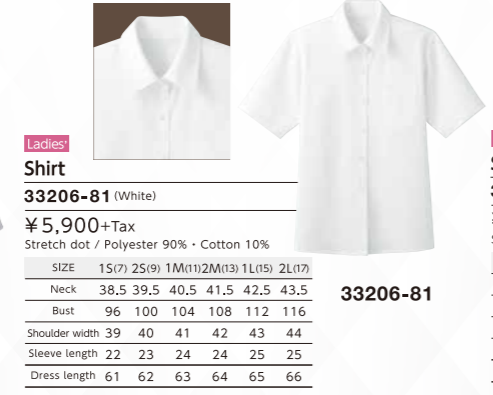 Ladies'
Shirt
33206-81 (White)
¥5,900+Tax
Stretch dot / Polyester 90%・Cotton 10%
SIZE 1S(7) 2S(9) 1M(11) 2M(13) 1L(15) 2L(17)
Neck 38.5 39.5 40.5 41.5 42.5 43.5
Bust 96 100 104 108 112 116
Shoulder width 39 40 41 42 43 44
Sleeve length 22 23 24 24 25 25
Dress length 61 62 63 64 65 66
33206-81